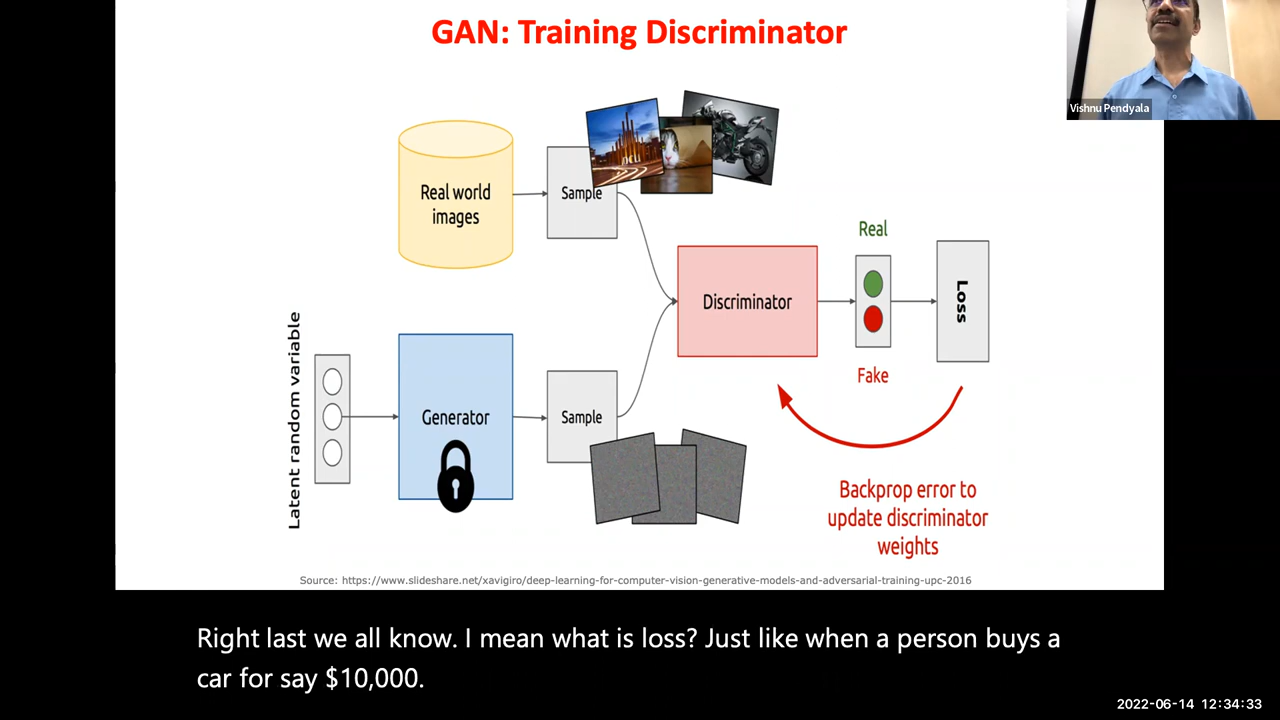 GAN: Training Discriminator
Vishnu Pendyala
Real world
images
Sample
Real
Discriminator
Loss
Fake
Latent random variable
Generator
Sample
Backprop error to
update discriminator
weights
Source: https://www.slideshare.net/xavigiro/deep-learning-for-computer-vision-generative-models-and-adversarial-training-upc-2016
Right last we all know. I mean what is loss? Just like when a person buys a
car for say $10,000.
2022-06-14 12:34:33